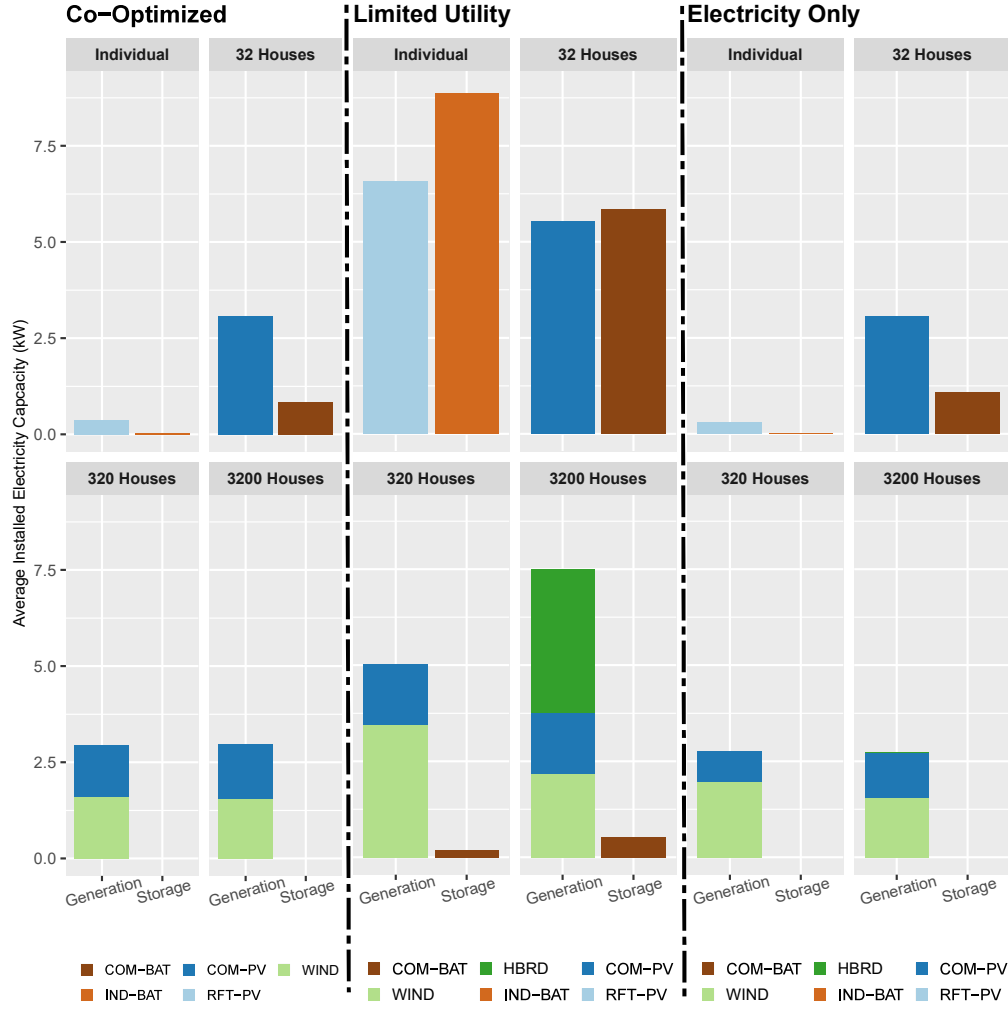 Co−Optimized
Limited Utility
Electricity Only
Individual
32 Houses
Individual
32 Houses
Individual
32 Houses
7.5
5.0
2.5
0.0
Average Installed Electricity Capcacity (kW)
320 Houses
3200 Houses
320 Houses
3200 Houses
320 Houses
3200 Houses
7.5
5.0
2.5
0.0
Generation
Storage
Generation
Storage
Generation
Storage
Generation
Storage
Generation
Storage
Generation
Storage
COM−BAT
COM−PV
WIND
IND−BAT
RFT−PV
COM−BAT
HBRD
COM−PV
WIND
IND−BAT
RFT−PV
COM−BAT
HBRD
COM−PV
WIND
IND−BAT
RFT−PV